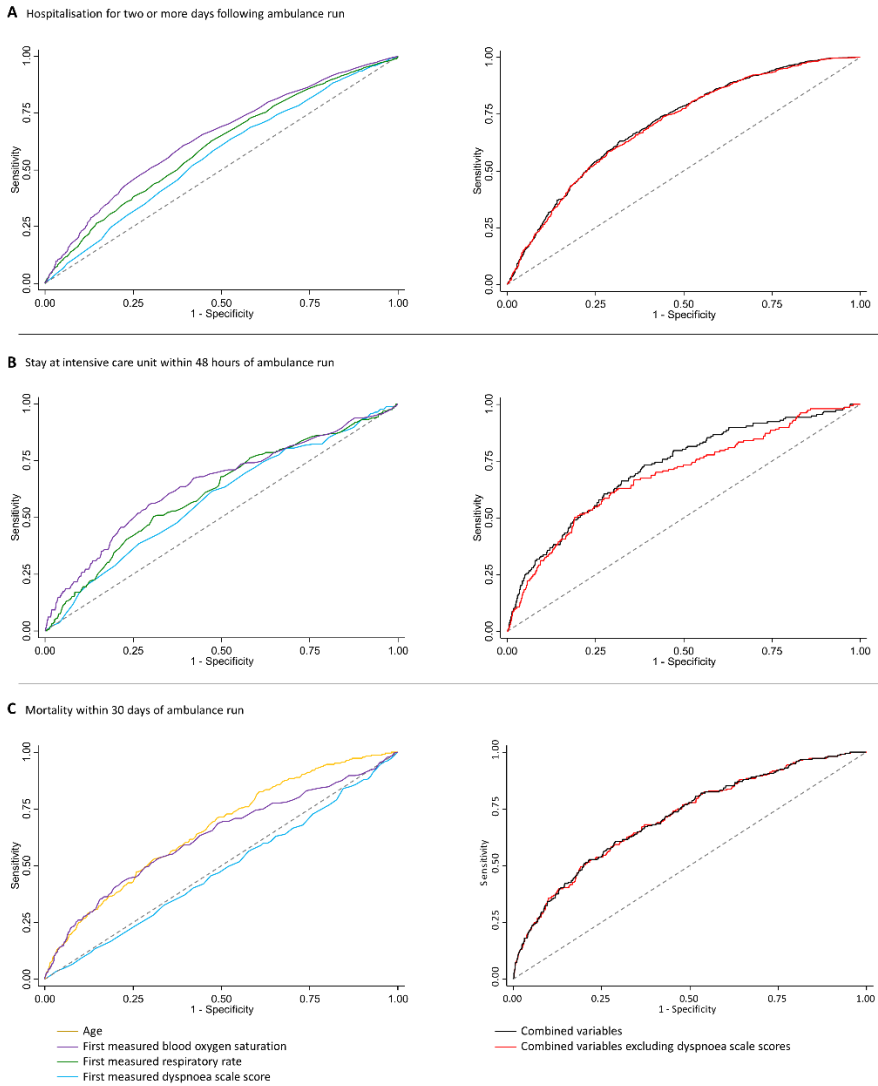 A Hospitalisation for two or more days following ambulance run
Sensitivity
0.00 0.25 0.50 0.75 1.00
0.00 0.25 0.50 0.75 1.00
1 - Specificity
Sensitivity
0.00 0.25 0.50 0.75 1.00
0.00 0.25 0.50 0.75 1.00
1 - Specificity
B Stay at intensive care unit within 48 hours of ambulance run
Sensitivity
0.00 0.25 0.50 0.75 1.00
0.00 0.25 0.50 0.75 1.00
1 - Specificity
Sensitivity
0.00 0.25 0.50 0.75 1.00
0.00 0.25 0.50 0.75 1.00
1 - Specificity
C Mortality within 30 days of ambulance run
Sensitivity
0.00 0.25 0.50 0.75 1.00
0.00 0.25 0.50 0.75 1.00
1 - Specificity
Sensitivity
0.00 0.25 0.50 0.75 1.00
0.00 0.25 0.50 0.75 1.00
1 - Specificity
Age
First measured blood oxygen saturation
First measured respiratory rate
First measured dyspnoea scale score
Combined variables
Combined variables excluding dyspnoea scale scores